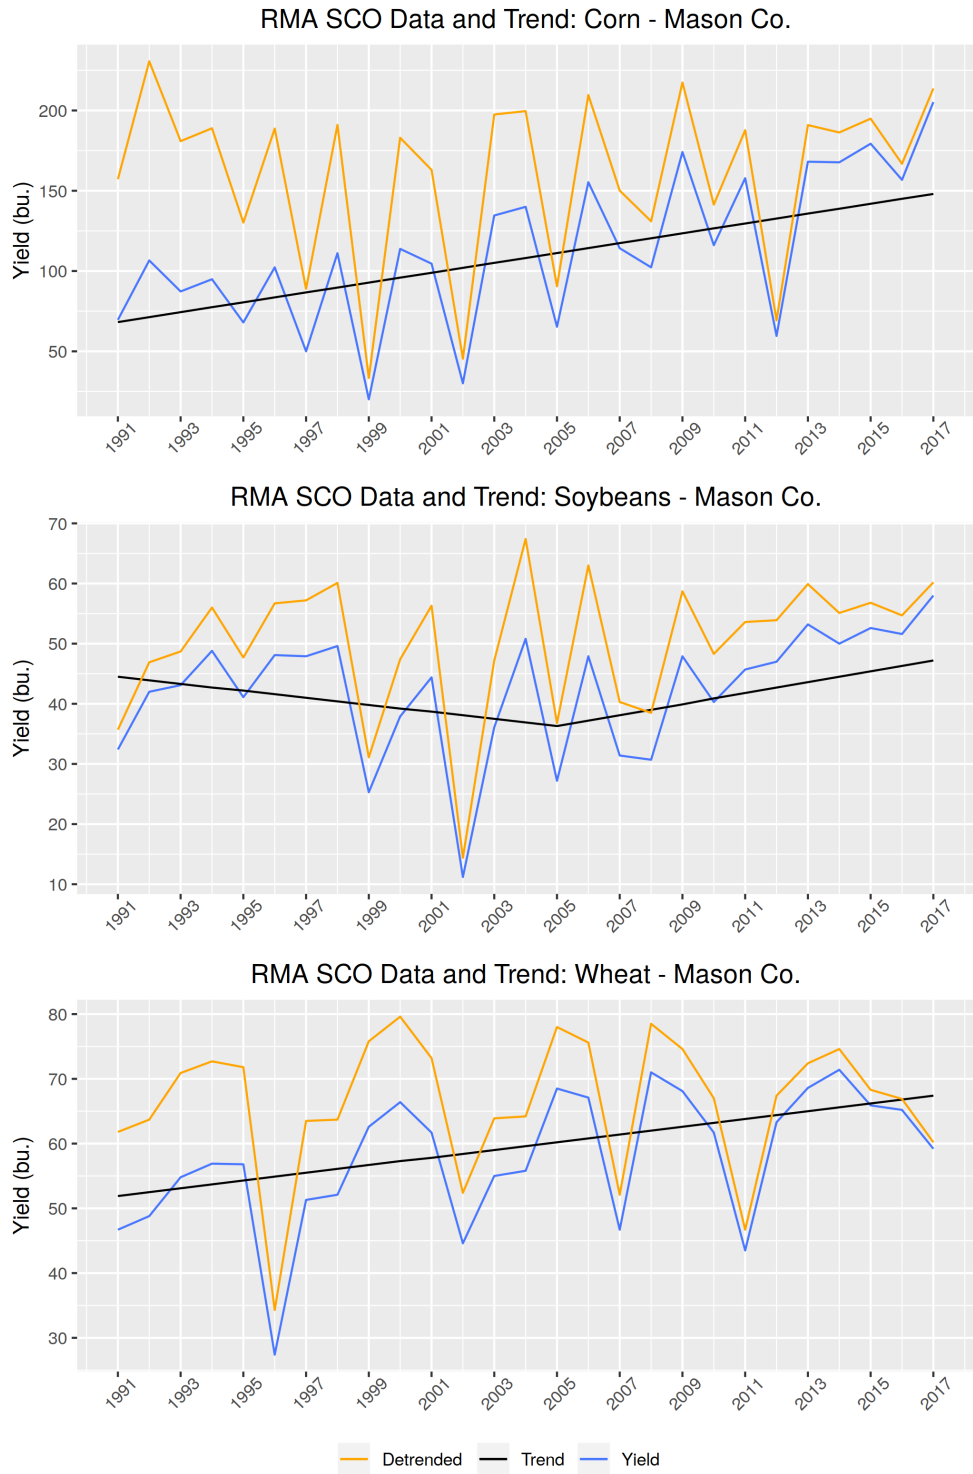 RMA SCO Data and Trend: Corn - Mason Co.
Yield (bu.)
200
150
100
50
1991 1993 1995 1997 1999 2001 2003 2005 2007 2009 2011 2013 2015 2017
RMA SCO Data and Trend: Soybeans - Mason Co.
Yield (bu.)
70
60
50
40
30
20
10
1991 1993 1995 1997 1999 2001 2003 2005 2007 2009 2011 2013 2015 2017
RMA SCO Data and Trend: Wheat - Mason Co.
Yield (bu.)
80
70
60
50
40
30
1991 1993 1995 1997 1999 2001 2003 2005 2007 2009 2011 2013 2015 2017
Detrended Trend Yield